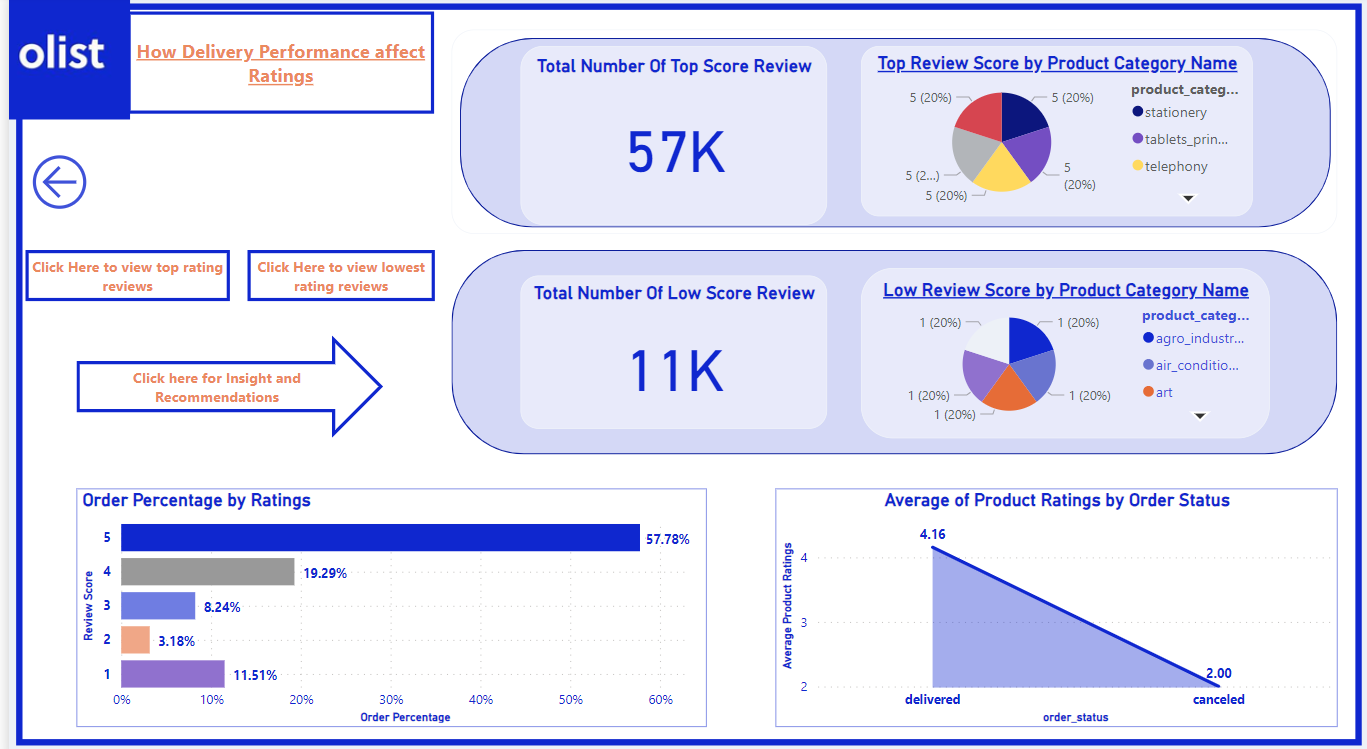 olist
How Delivery Performance affect
Ratings
Total Number Of Top Score Review
57K
Top Review Score by Product Category Name
5 (20%)
5 (20%)
5 (2...)
5 (20%)
5
(20%)
product_categ...
stationery
tablets_prin...
telephony
Click Here to view top rating
reviews
Click Here to view lowest
rating reviews
Total Number Of Low Score Review
11K
Low Review Score by Product Category Name
1 (20%)
1 (20%)
1 (20%)
1 (20%)
1 (20%)
product_categ...
agro_industr...
air_conditio...
art
Click here for Insight and
Recommendations
Order Percentage by Ratings
Review Score
5
57.78%
4
19.29%
3
8.24%
2
3.18%
1
11.51%
0%
10%
20%
30%
40%
50%
60%
Order Percentage
Average of Product Ratings by Order Status
Average Product Ratings
4
3
2
4.16
2.00
delivered
canceled
order_status